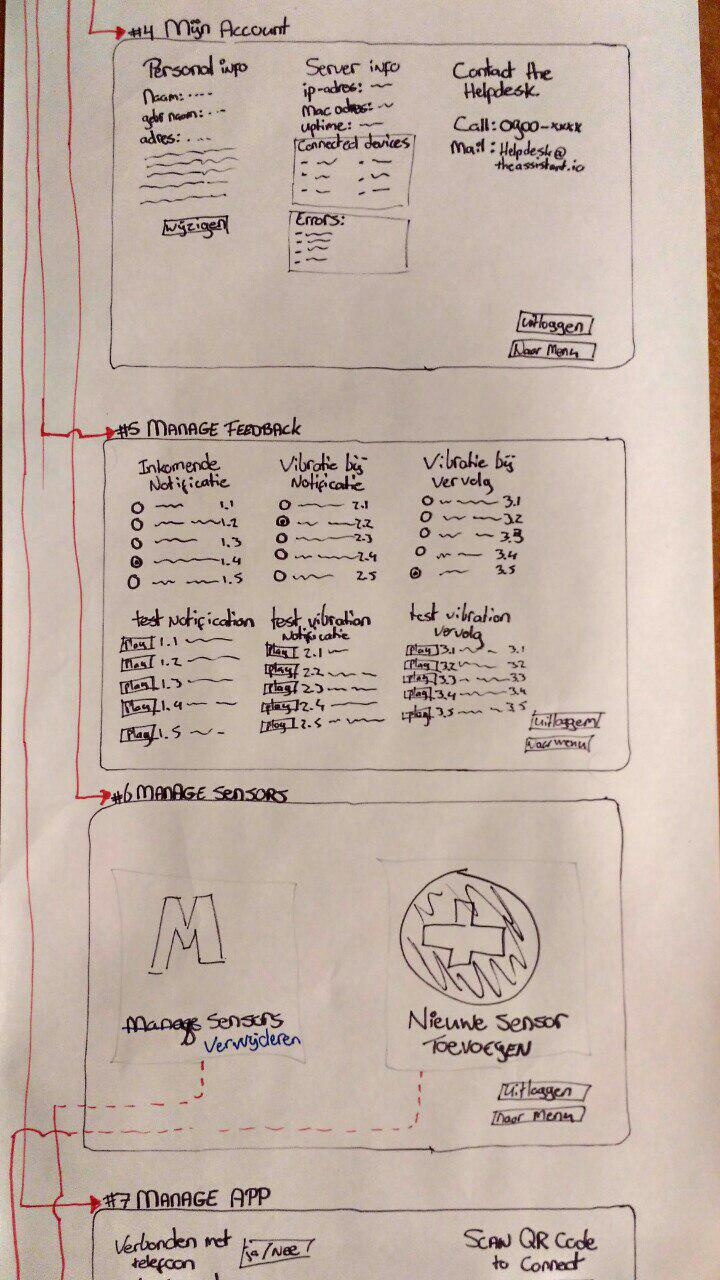 #4 Mijn Account
Personal info
Naam: ....
gebr naam: ...
adres: ....
wijzigen
Server info
ip-adres:
Mac adres:
uptime:
Connected devices
Errors:
Contact the
Helpdesk
Call: 0900-xxxx
Mail: Helpdesk@
theassistant.io
Uitloggen
Naar Menu
#5 MANAGE FEEDBACK
Inkomende
Notificatie
1.1
1.2
1.3
1.4
1.5
Vibratie bij
Notificatie
2.1
2.2
2.3
2.4
2.5
Vibratie bij
vervolg
3.1
3.2
3.3
3.4
3.5
test Notification
Play 1.1
Play 1.2
Play 1.3
Play 1.4
Play 1.5
test vibration
Notificatie
Play 2.1
Play 2.2
Play 2.3
Play 2.4
Play 2.5
test vibration
vervolg
Play 3.1 3.1
Play 3.2 3.2
Play 3.3 3.3
Play 3.4 3.4
Play 3.5 3.5
Uitloggen
Naar menu
#6 MANAGE SENSORS
M
Manage Sensors
Verwijderen
Nieuwe Sensor
TOEVOEGEN
Uitloggen
Naar Menu
#7 MANAGE APP
Verbonden met
telefoon
ja/Nee
SCAN QR Code
to Connect